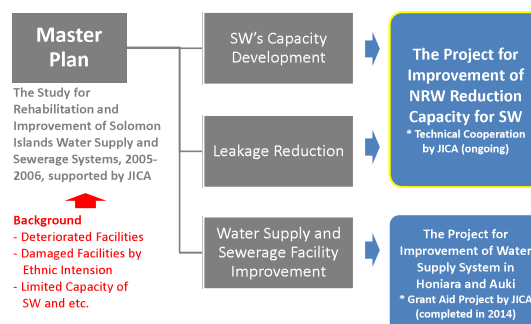 Master
Plan
The Study for
Rehabilitation and
Improvement of Solomon
Islands Water Supply and
Sewerage Systems, 2005-
2006, supported by JICA
Background
- Deteriorated Facilities
- Damaged Facilities by
Ethnic Intension
- Limited Capacity of
SW and etc.
SW's Capacity
Development
Leakage Reduction
Water Supply and
Sewerage Facility
Improvement
The Project for
Improvement of
NRW Reduction
Capacity for SW
* Technical Cooperation
by JICA (ongoing)
The Project for
Improvement of Water
Supply System in
Honiara and Auki
* Grant Aid Project by JICA
(completed in 2014)